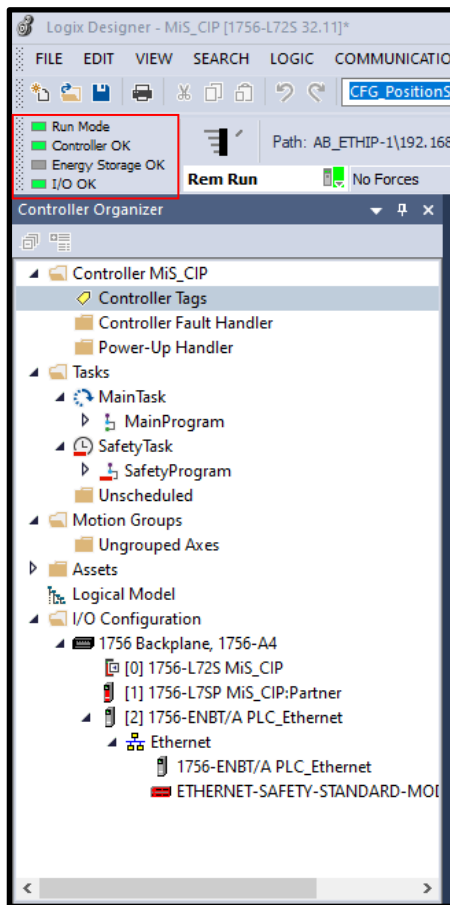 Logix Designer - MiS_CIP [1756-L72S 32.11]*
FILE EDIT VIEW SEARCH LOGIC COMMUNICATIO
CFG_PositionS
Run Mode
Controller OK
Energy Storage OK
I/O OK
Path: AB_ETHIP-1\192.168
Rem Run
No Forces
Controller Organizer
Controller MiS_CIP
Controller Tags
Controller Fault Handler
Power-Up Handler
Tasks
MainTask
MainProgram
SafetyTask
SafetyProgram
Unscheduled
Motion Groups
Ungrouped Axes
Assets
Logical Model
I/O Configuration
1756 Backplane, 1756-A4
[0] 1756-L72S MiS_CIP
[1] 1756-L7SP MiS_CIP:Partner
[2] 1756-ENBT/A PLC_Ethernet
Ethernet
1756-ENBT/A PLC_Ethernet
ETHERNET-SAFETY-STANDARD-MOD